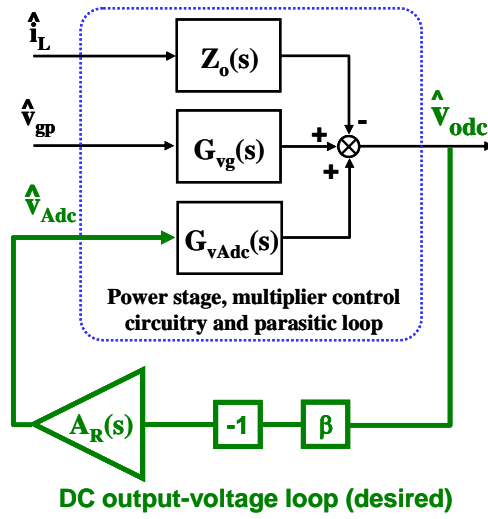 î_L
Z_o(s)
-
v̂_odc
v̂_gp
G_vg(s)
+
+
v̂_Adc
G_vAdc(s)
Power stage, multiplier control
circuitry and parasitic loop
A_R(s)
-1
β
DC output-voltage loop (desired)